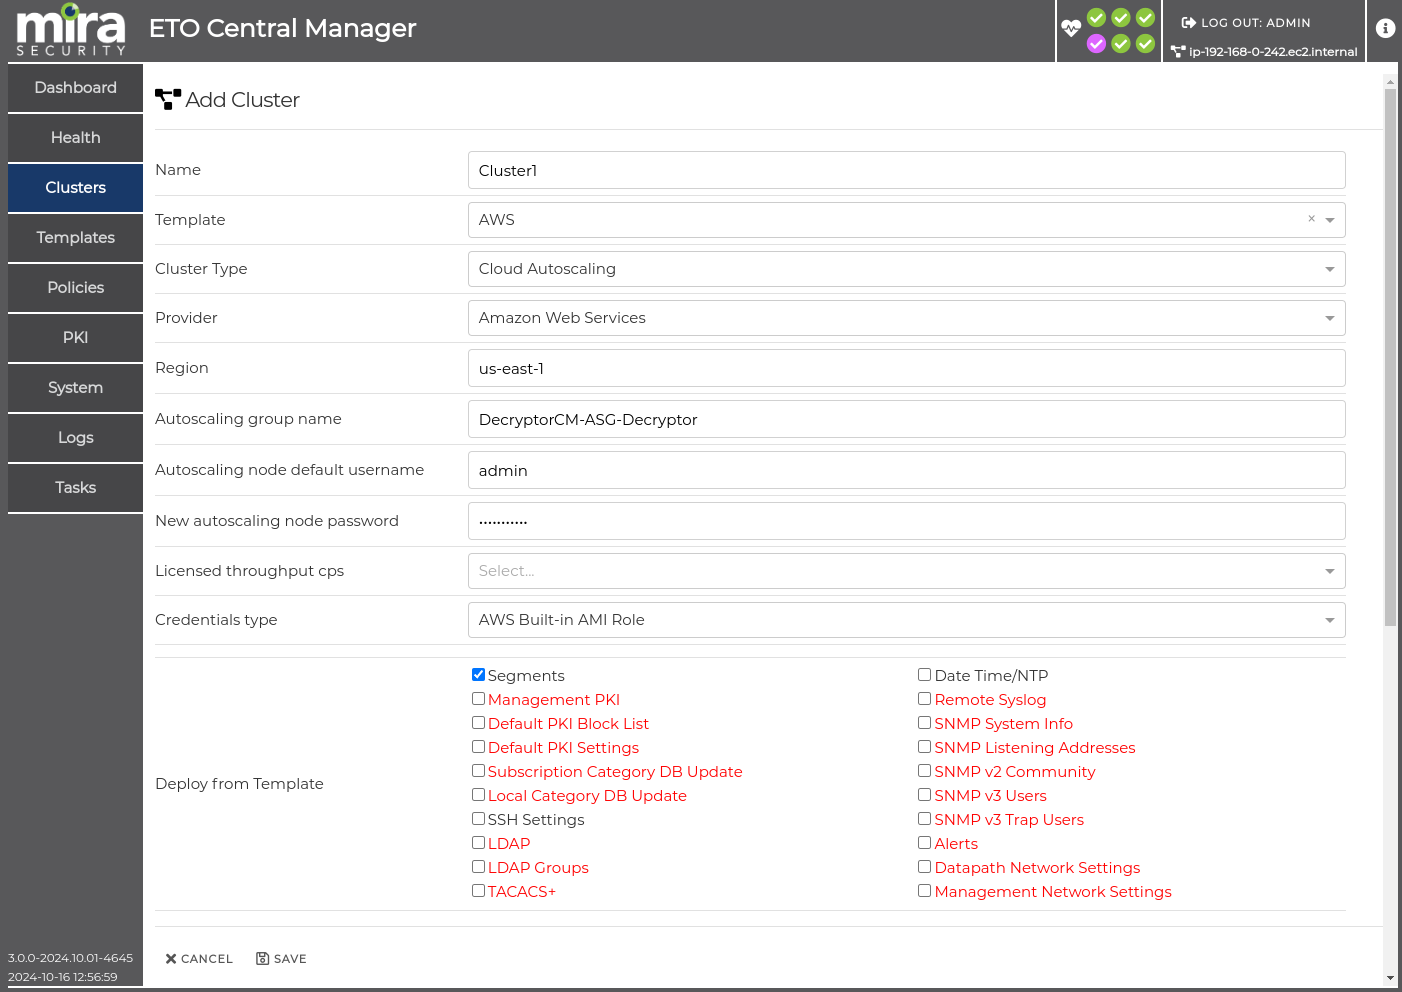 mira
SECURITY
ETO Central Manager
LOG OUT: ADMIN
ip-192-168-0-242.ec2.internal
Dashboard
Health
Clusters
Templates
Policies
PKI
System
Logs
Tasks
3.0.0-2024.10.01-4645
2024-10-16 12:56:59
Add Cluster
Name Cluster1
Template AWS ×
Cluster Type Cloud Autoscaling
Provider Amazon Web Services
Region us-east-1
Autoscaling group name DecryptorCM-ASG-Decryptor
Autoscaling node default username admin
New autoscaling node password ···········
Licensed throughput cps Select...
Credentials type AWS Built-in AMI Role
Deploy from Template
Segments
Management PKI
Default PKI Block List
Default PKI Settings
Subscription Category DB Update
Local Category DB Update
SSH Settings
LDAP
LDAP Groups
TACACS+
Date Time/NTP
Remote Syslog
SNMP System Info
SNMP Listening Addresses
SNMP v2 Community
SNMP v3 Users
SNMP v3 Trap Users
Alerts
Datapath Network Settings
Management Network Settings
CANCEL SAVE